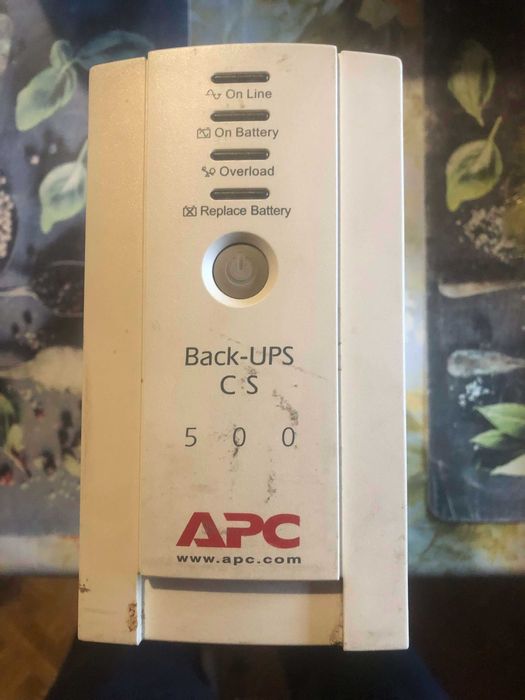 On Line
On Battery
Overload
Replace Battery
Back-UPS
CS
500
APC
www.apc.com